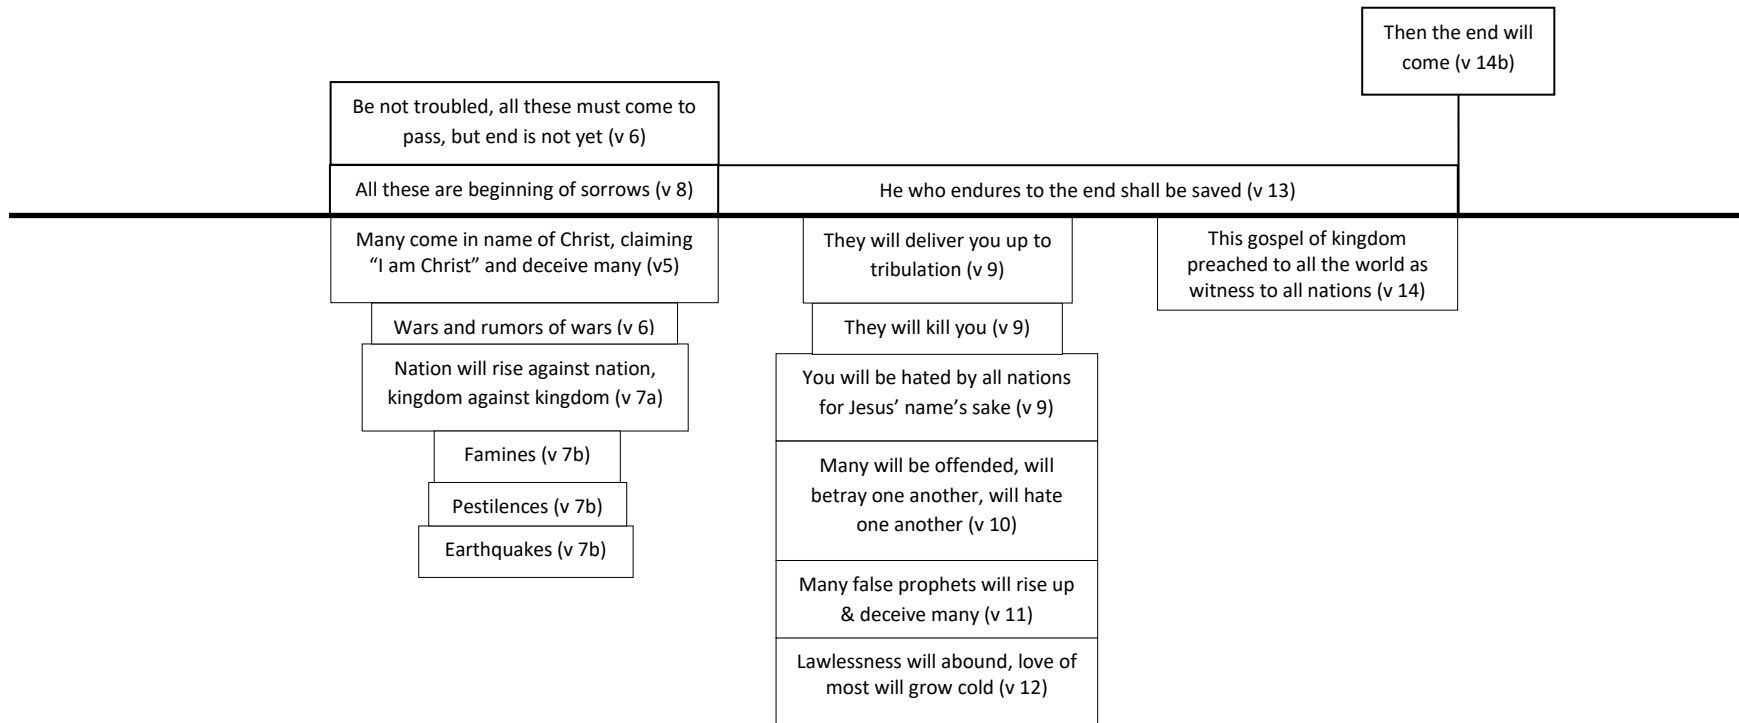 Then the end will
come (v 14b)
Be not troubled, all these must come to
pass, but end is not yet (v 6)
All these are beginning of sorrows (v 8)
He who endures to the end shall be saved (v 13)
Many come in name of Christ, claiming
“I am Christ” and deceive many (v5)
Wars and rumors of wars (v 6)
Nation will rise against nation,
kingdom against kingdom (v 7a)
Famines (v 7b)
Pestilences (v 7b)
Earthquakes (v 7b)
They will deliver you up to
tribulation (v 9)
They will kill you (v 9)
You will be hated by all nations
for Jesus’ name’s sake (v 9)
Many will be offended, will
betray one another, will hate
one another (v 10)
Many false prophets will rise up
& deceive many (v 11)
Lawlessness will abound, love of
most will grow cold (v 12)
This gospel of kingdom
preached to all the world as
witness to all nations (v 14)